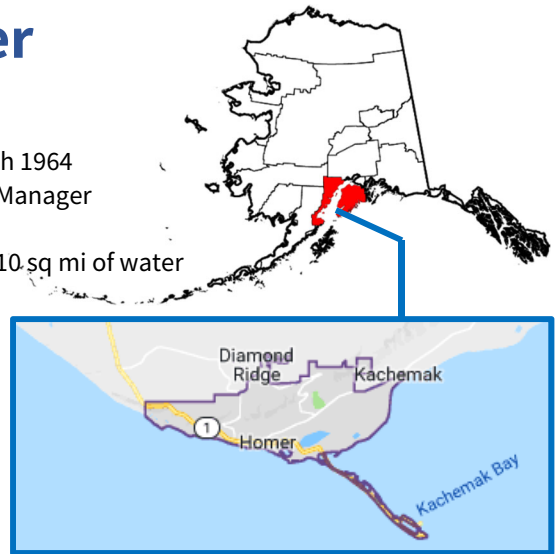 er
h 1964
Manager
10 sq mi of water
Diamond
Ridge
Kachemak
1
Homer
Kachemak Bay